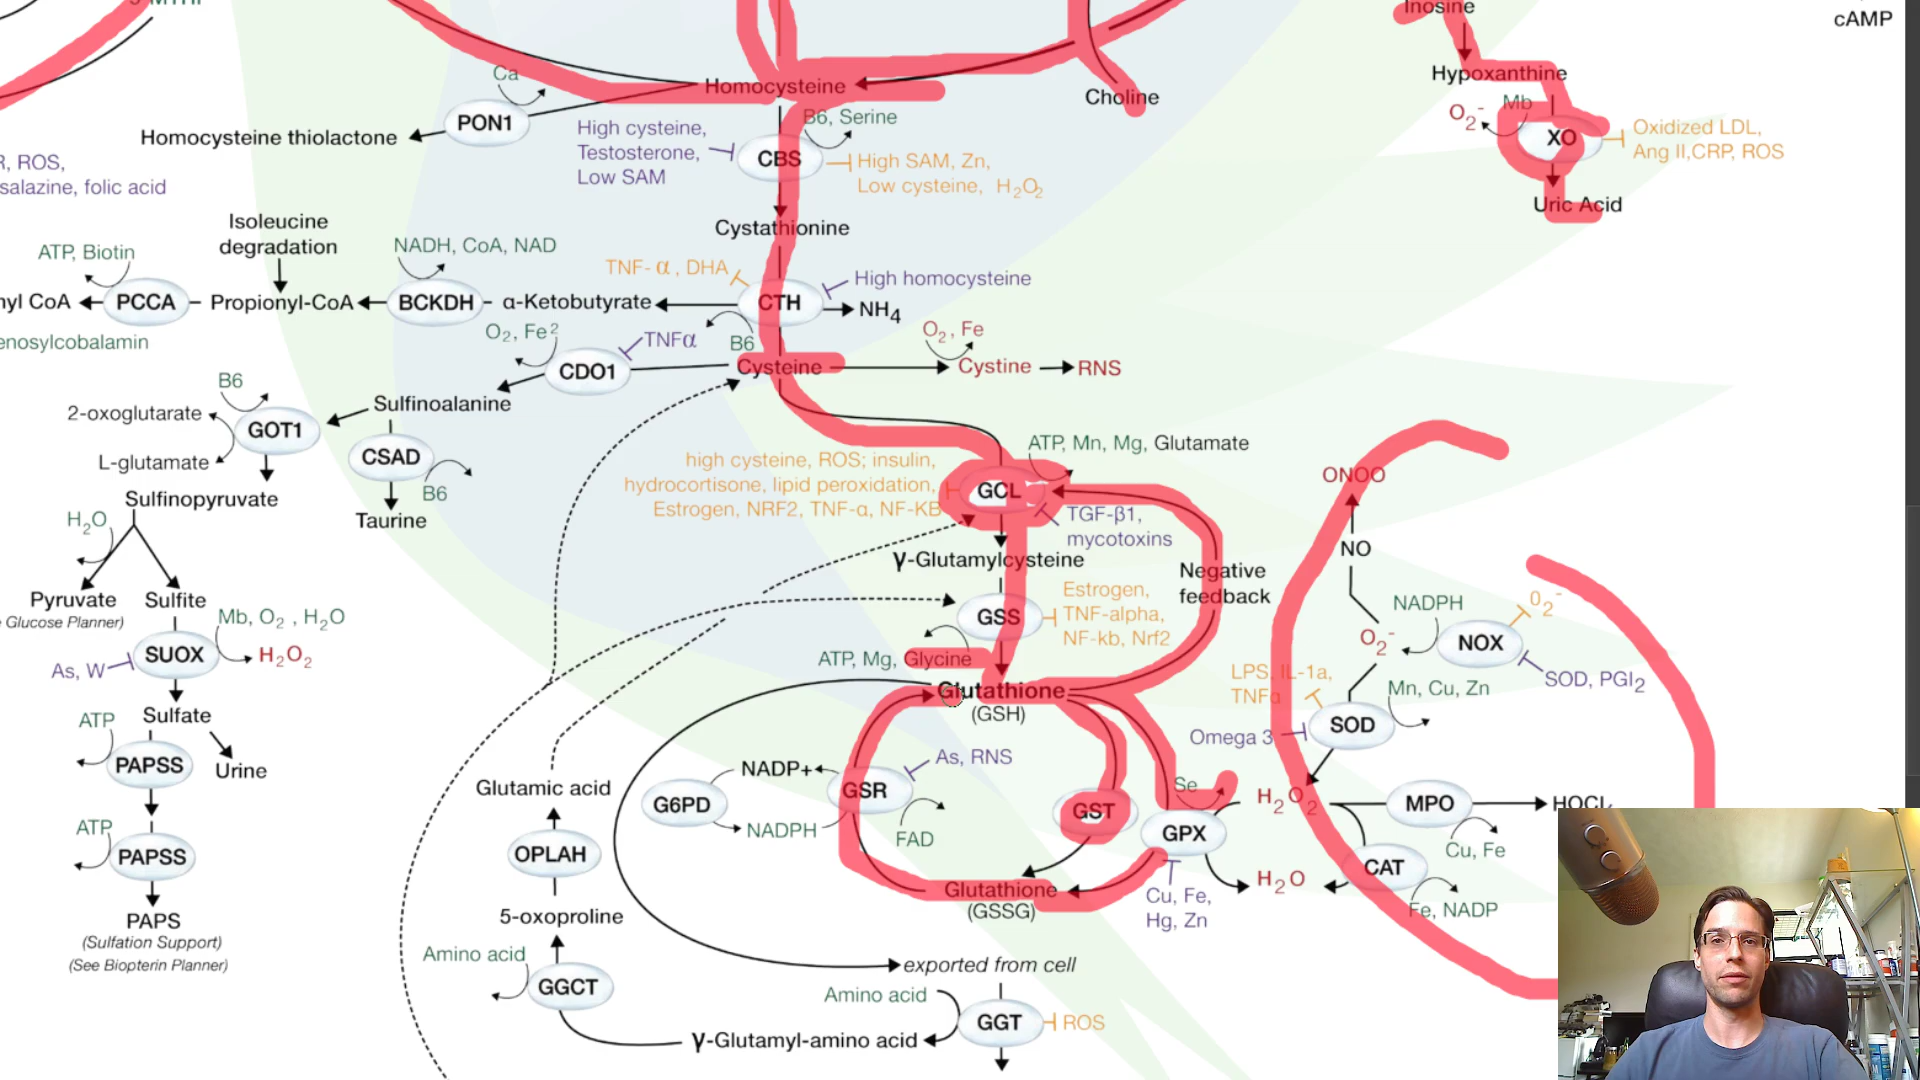 5-MTHF
Inosine
cAMP
Ca
Homocysteine
Hypoxanthine
Choline
Mb
O₂⁻
PON1
B6, Serine
High cysteine,
Testosterone,
Low SAM
Homocysteine thiolactone
XO
Oxidized LDL,
Ang II,CRP, ROS
CBS
High SAM, Zn,
Low cysteine, H₂O₂
R, ROS,
salazine, folic acid
Uric Acid
Isoleucine
degradation
Cystathionine
ATP, Biotin
NADH, CoA, NAD
TNF- α , DHA
High homocysteine
nyl CoA
PCCA
Propionyl-CoA
BCKDH
α-Ketobutyrate
CTH
NH₄
enosylcobalamin
O₂, Fe²
TNFα
B6
O₂, Fe
CDO1
Cysteine
Cystine
RNS
B6
2-oxoglutarate
Sulfinoalanine
GOT1
L-glutamate
CSAD
B6
ATP, Mn, Mg, Glutamate
high cysteine, ROS; insulin,
hydrocortisone, lipid peroxidation,
Estrogen, NRF2, TNF-α, NF-KB
GCL
ONOO
Sulfinopyruvate
Taurine
TGF-β1,
mycotoxins
H₂O
NO
γ-Glutamylcysteine
Negative
feedback
Pyruvate
Glucose Planner)
Sulfite
Mb, O₂ , H₂O
Estrogen,
TNF-alpha,
NF-kb, Nrf2
GSS
NADPH
0₂⁻
O₂⁻
NOX
SUOX
H₂O₂
As, W
ATP, Mg, Glycine
LPS, IL-1a,
TNFα
SOD, PGI₂
Glutathione
(GSH)
Mn, Cu, Zn
ATP
Sulfate
SOD
Omega 3
PAPSS
Urine
NADP+
As, RNS
Glutamic acid
G6PD
GSR
Se
H₂O₂
MPO
HOCL
GST
GPX
NADPH
FAD
ATP
PAPSS
OPLAH
Cu, Fe
CAT
Glutathione
(GSSG)
H₂O
Cu, Fe,
Hg, Zn
Fe, NADP
PAPS
(Sulfation Support)
(See Biopterin Planner)
5-oxoproline
Amino acid
exported from cell
GGCT
Amino acid
GGT
ROS
γ-Glutamyl-amino acid